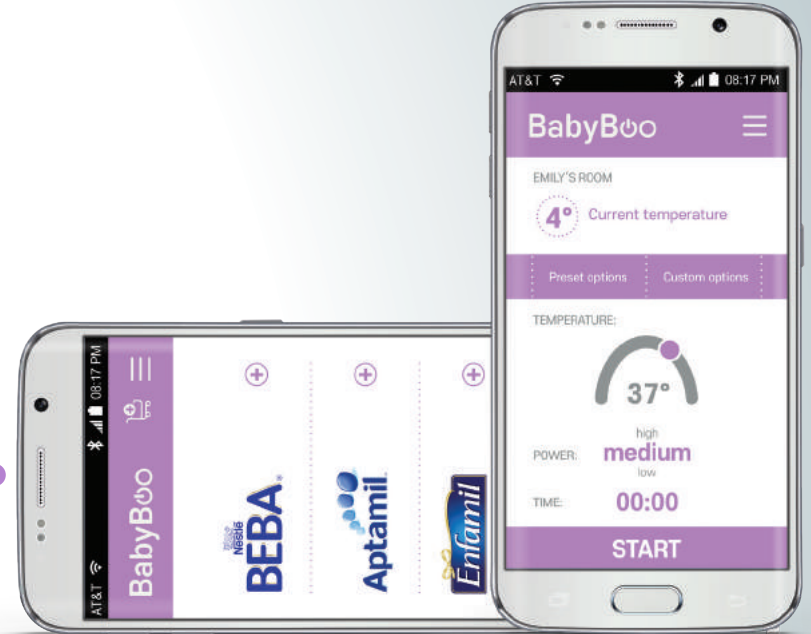 AT&T 08:17 PM
BabyBoo
EMILY'S ROOM
4° Current temperature
Preset options Custom options
TEMPERATURE:
37°
high
POWER: medium
low
TIME: 00:00
START
AT&T 08:17 PM
BabyBoo
Nestlé
BEBA
Aptamil
Enfamil